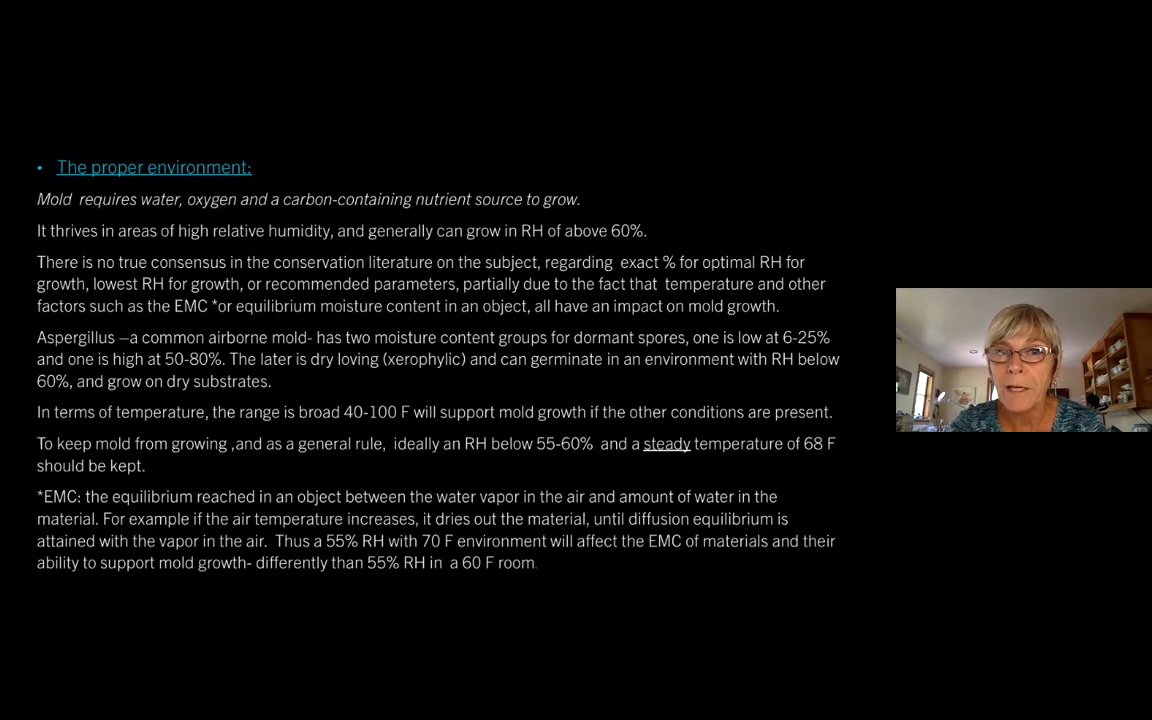 • The proper environment:
Mold requires water, oxygen and a carbon-containing nutrient source to grow.
It thrives in areas of high relative humidity, and generally can grow in RH of above 60%.
There is no true consensus in the conservation literature on the subject, regarding exact % for optimal RH for
growth, lowest RH for growth, or recommended parameters, partially due to the fact that temperature and other
factors such as the EMC *or equilibrium moisture content in an object, all have an impact on mold growth.
Aspergillus –a common airborne mold- has two moisture content groups for dormant spores, one is low at 6-25%
and one is high at 50-80%. The later is dry loving (xerophylic) and can germinate in an environment with RH below
60%, and grow on dry substrates.
In terms of temperature, the range is broad 40-100 F will support mold growth if the other conditions are present.
To keep mold from growing ,and as a general rule, ideally an RH below 55-60% and a steady temperature of 68 F
should be kept.
*EMC: the equilibrium reached in an object between the water vapor in the air and amount of water in the
material. For example if the air temperature increases, it dries out the material, until diffusion equilibrium is
attained with the vapor in the air. Thus a 55% RH with 70 F environment will affect the EMC of materials and their
ability to support mold growth- differently than 55% RH in a 60 F room.